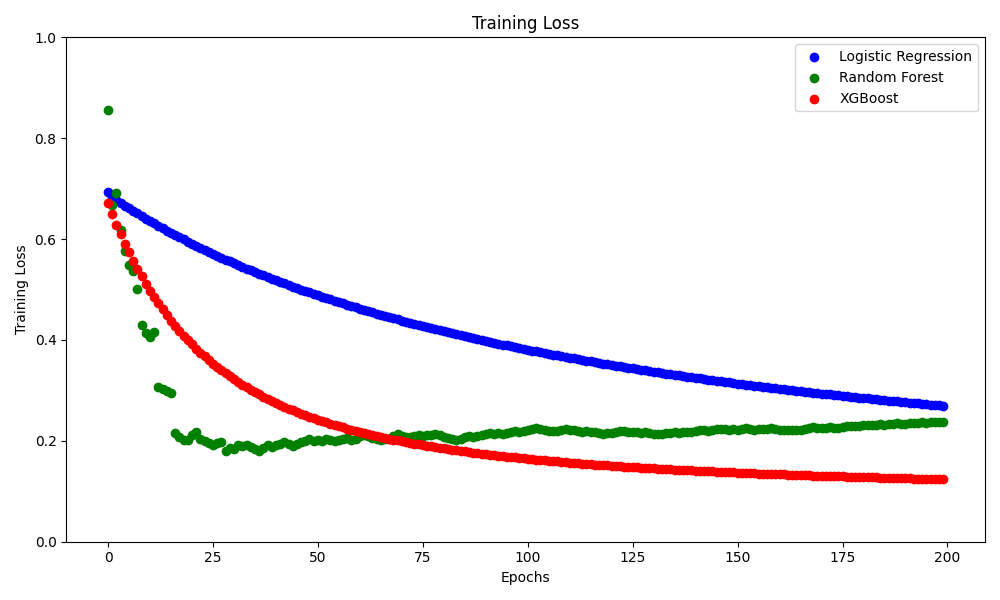 Training Loss
Logistic Regression
Random Forest
XGBoost
Training Loss
1.0
0.8
0.6
0.4
0.2
0.0
0 25 50 75 100 125 150 175 200
Epochs